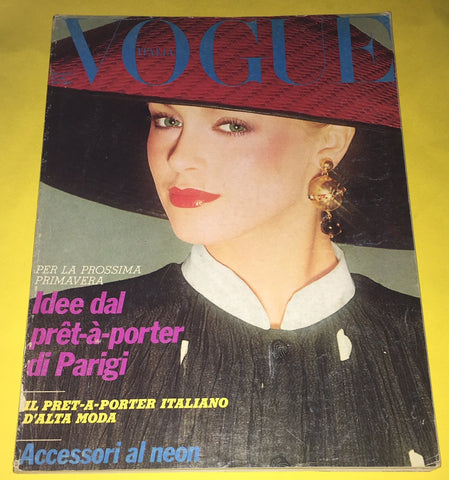 VOGUE
ITALIA
PER LA PROSSIMA
PRIMAVERA
Idee dal
prêt-à-porter
di Parigi
IL PRET-A-PORTER ITALIANO
D'ALTA MODA
Accessori al neon